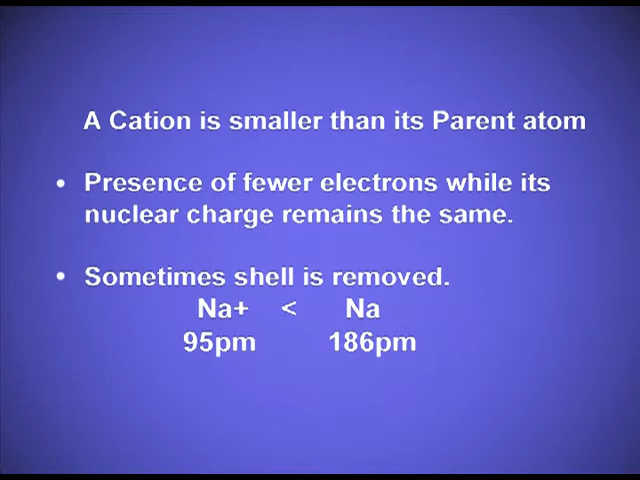 A Cation is smaller than its Parent atom
• Presence of fewer electrons while its
nuclear charge remains the same.
• Sometimes shell is removed.
Na+ < Na
95pm 186pm